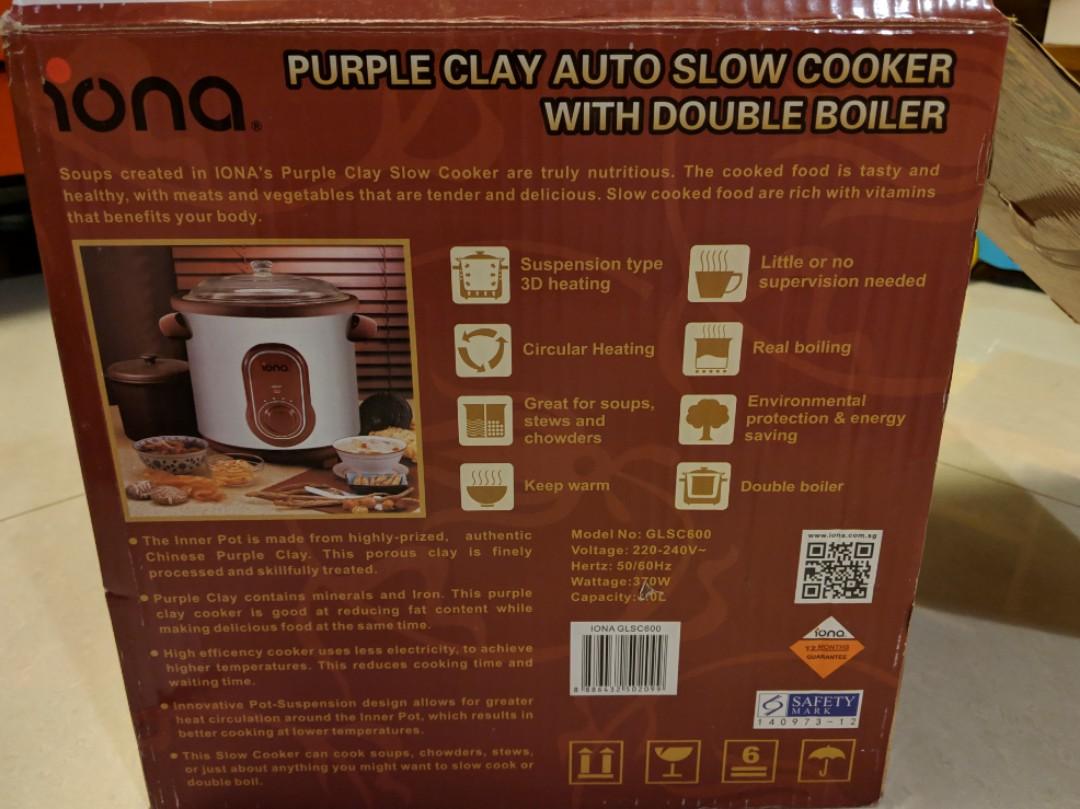 iona®
PURPLE CLAY AUTO SLOW COOKER
WITH DOUBLE BOILER
Soups created in IONA's Purple Clay Slow Cooker are truly nutritious. The cooked food is tasty and
healthy, with meats and vegetables that are tender and delicious. Slow cooked food are rich with vitamins
that benefits your body.
iona
Suspension type
3D heating
Little or no
supervision needed
Circular Heating
Real boiling
Great for soups,
stews and
chowders
Environmental
protection & energy
saving
Keep warm
Double boiler
• The Inner Pot is made from highly-prized, authentic
Chinese Purple Clay. This porous clay is finely
processed and skillfully treated.
• Purple Clay contains minerals and Iron. This purple
clay cooker is good at reducing fat content while
making delicious food at the same time.
• High efficency cooker uses less electricity, to achieve
higher temperatures. This reduces cooking time and
waiting time.
• Innovative Pot-Suspension design allows for greater
heat circulation around the Inner Pot, which results in
better cooking at lower temperatures.
• This Slow Cooker can cook soups, chowders, stews,
or just about anything you might want to slow cook or
double boil.
Model No: GLSC600
Voltage: 220-240V~
Hertz: 50/60Hz
Wattage:370W
Capacity:
www.iona.com.sg
IONA GLSC600
8 886432 502099
iona
12 MONTHS
GUARANTEE
SAFETY
MARK
140973-12
6